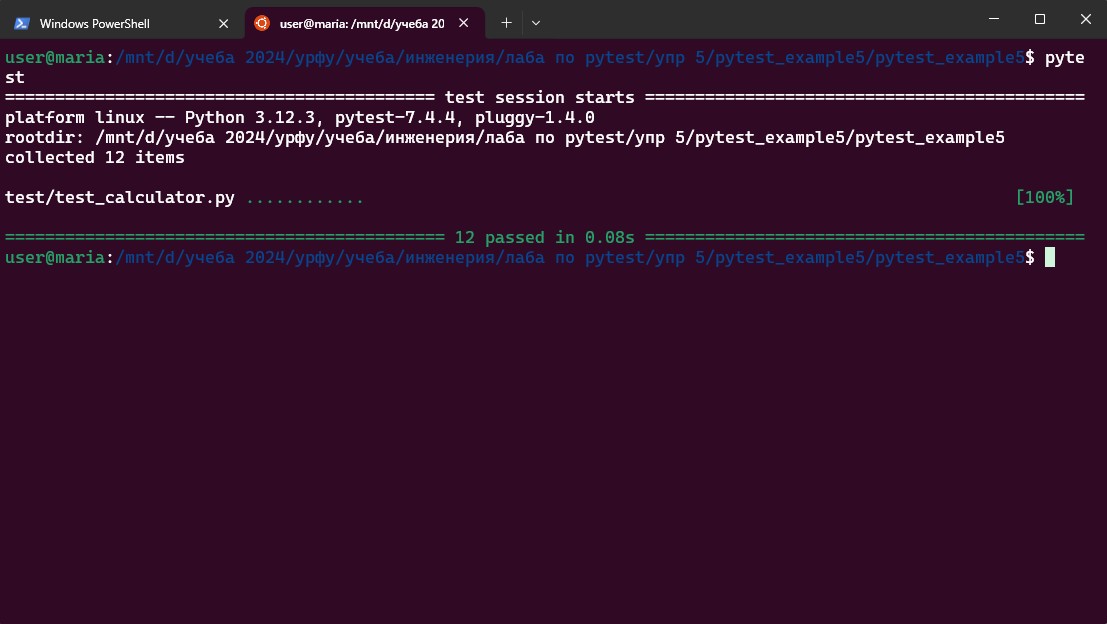 Windows PowerShell
user@maria: /mnt/d/учеба 20
user@maria:/mnt/d/учеба 2024/урфу/учеба/инженерия/лаба по pytest/упр 5/pytest_example5/pytest_example5$ pyte
st
=========================================== test session starts ============================================
platform linux -- Python 3.12.3, pytest-7.4.4, pluggy-1.4.0
rootdir: /mnt/d/учеба 2024/урфу/учеба/инженерия/лаба по pytest/упр 5/pytest_example5/pytest_example5
collected 12 items
test/test_calculator.py ............ [100%]
============================================ 12 passed in 0.08s ============================================
user@maria:/mnt/d/учеба 2024/урфу/учеба/инженерия/лаба по pytest/упр 5/pytest_example5/pytest_example5$